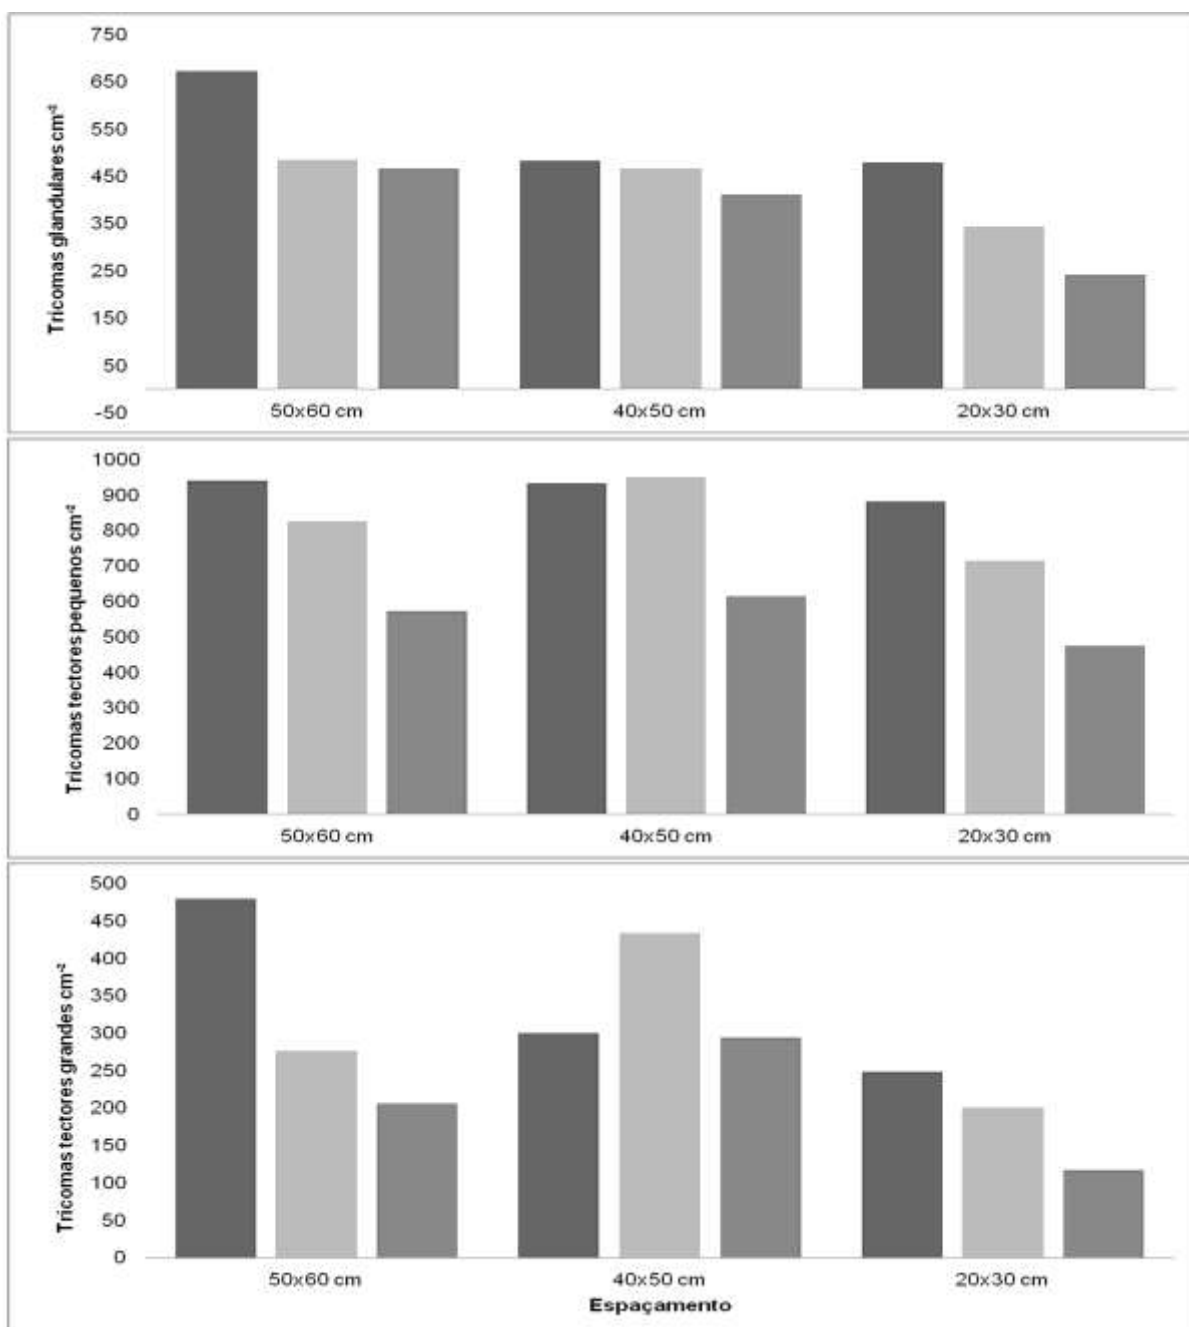 Tricomas glandulares cm⁻²
750
650
550
450
350
250
150
50
-50
50x60 cm
40x50 cm
20x30 cm
Tricomas tectores pequenos cm⁻²
1000
900
800
700
600
500
400
300
200
100
0
50x60 cm
40x50 cm
20x30 cm
Tricomas tectores grandes cm⁻²
500
450
400
350
300
250
200
150
100
50
0
50x60 cm
40x50 cm
20x30 cm
Espaçamento